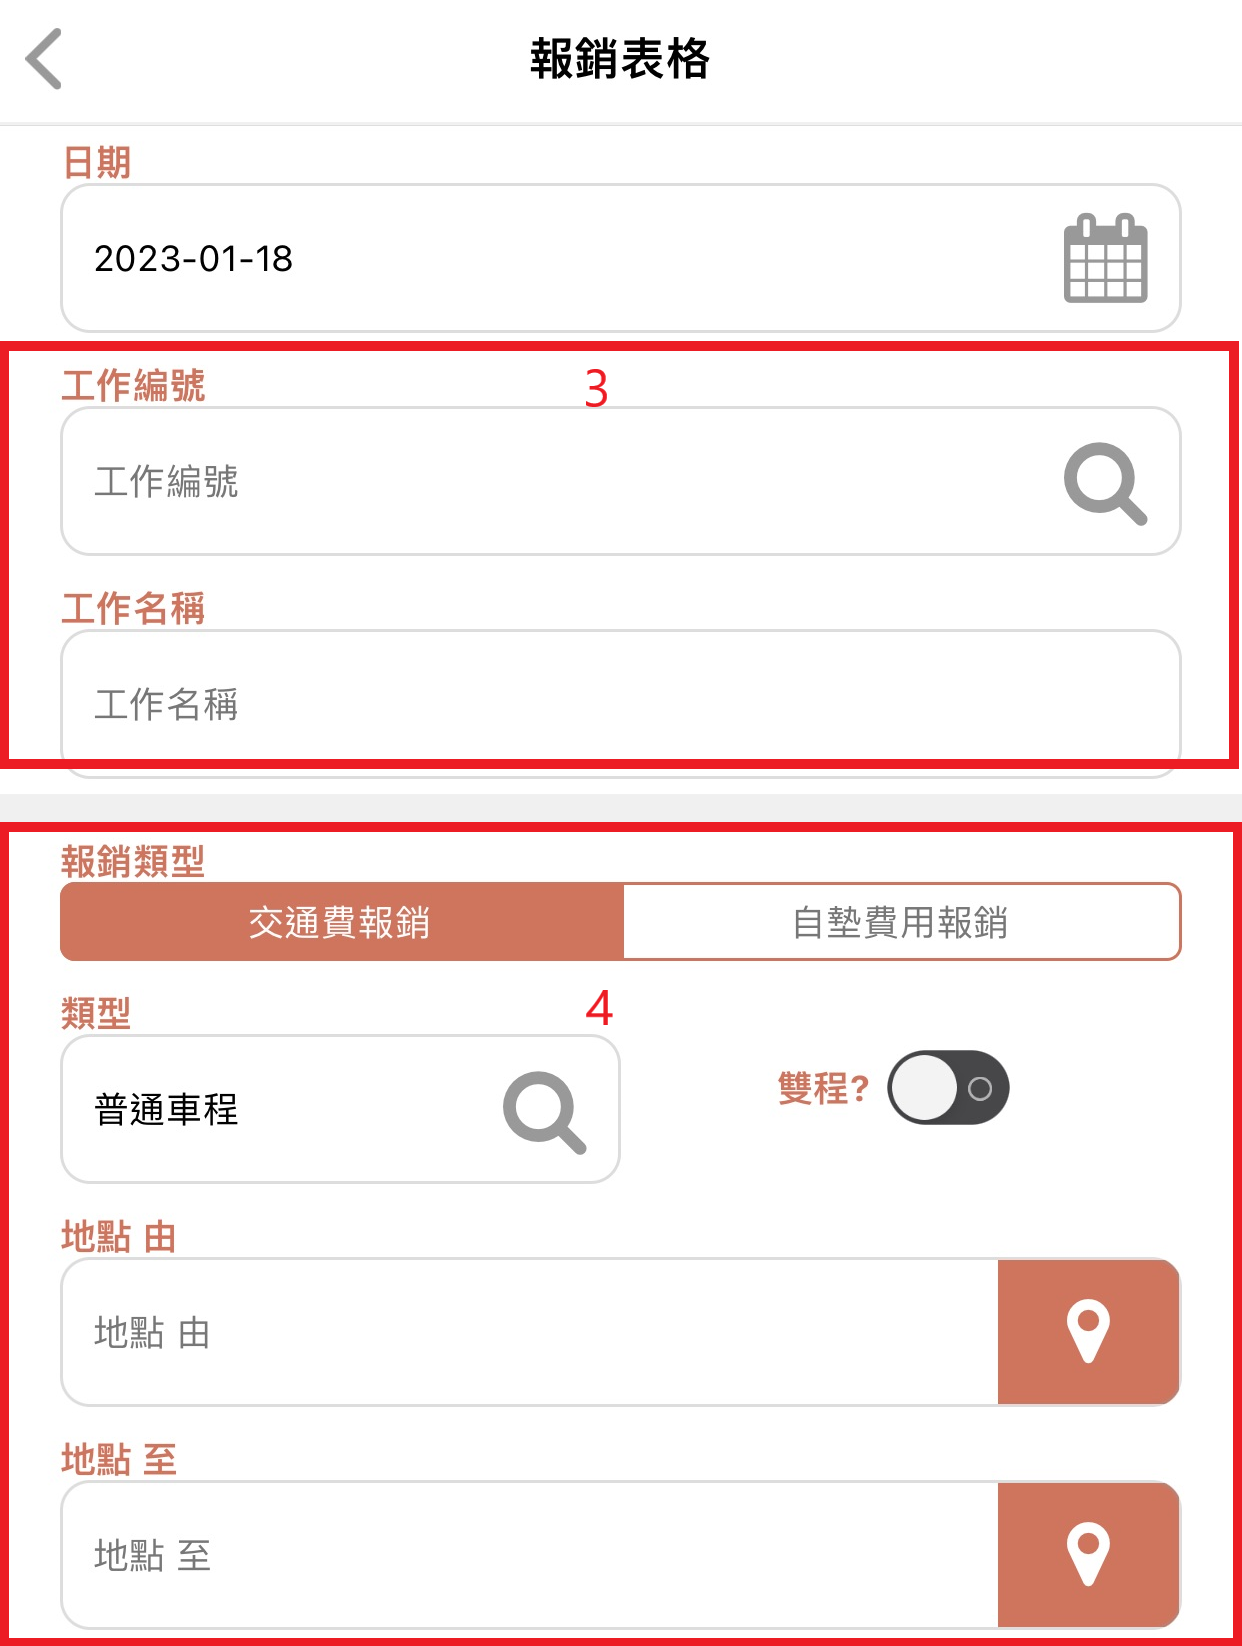 報銷表格
日期
2023-01-18
工作編號
3
工作編號
工作名稱
工作名稱
報銷類型
交通費報銷 自墊費用報銷
類型
4
普通車程
雙程?
地點 由
地點 由
地點 至
地點 至